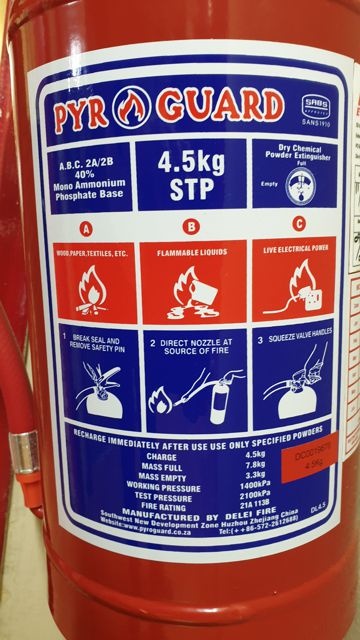 PYR GUARD
SABS
APPROVED
SANS1910
A.B.C. 2A/2B
40%
Mono Ammonium
Phosphate Base
4.5kg
STP
Dry Chemical
Powder Extinguisher
Full
Empty
A
B
C
WOOD,PAPER,TEXTILES, ETC.
FLAMMABLE LIQUIDS
LIVE ELECTRICAL POWER
1 BREAK SEAL AND
REMOVE SAFETY PIN
2 DIRECT NOZZLE AT
SOURCE OF FIRE
3 SQUEEZE VALVE HANDLES
RECHARGE IMMEDIATELY AFTER USE USE ONLY SPECIFIED POWDERS
CHARGE 4.5kg
MASS FULL 7.8kg
MASS EMPTY 3.3kg
WORKING PRESSURE 1400kPa
TEST PRESSURE 2100kPa
FIRE RATING 21A 113B
MANUFACTURED BY DELEI FIRE
Southwest New Development Zone Huzhou Zhejiang China
Website:www.pyroguard.co.za Tel:(++86-572-2612688)
DL4.5
4.5Kg